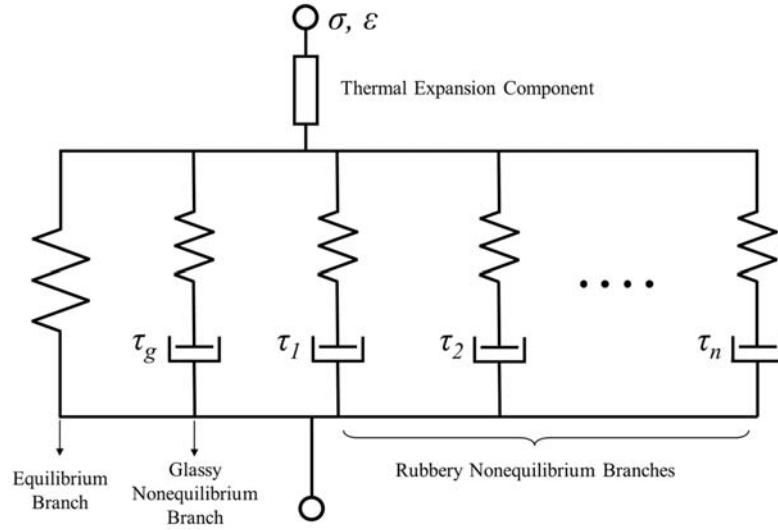 σ, ε
Thermal Expansion Component
τg
τ1
τ2
τn
Equilibrium
Branch
Glassy
Nonequilibrium
Branch
Rubbery Nonequilibrium Branches